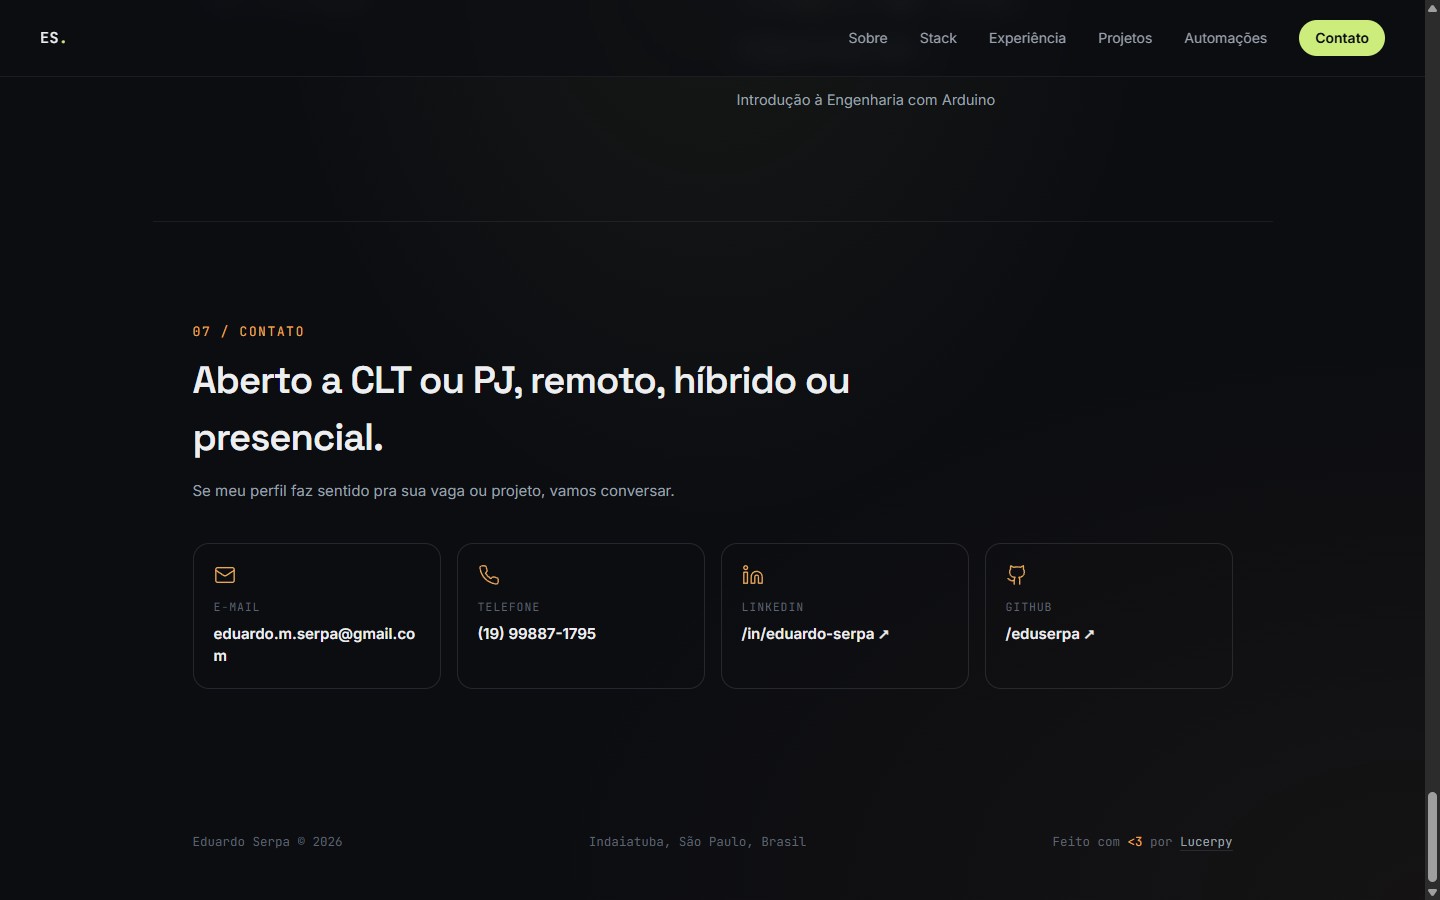 ES.
Sobre
Stack
Experiência
Projetos
Automações
Contato
Introdução à Engenharia com Arduino
07 / CONTATO
Aberto a CLT ou PJ, remoto, híbrido ou
presencial.
Se meu perfil faz sentido pra sua vaga ou projeto, vamos conversar.
E-MAIL
eduardo.m.serpa@gmail.co
m
TELEFONE
(19) 99887-1795
LINKEDIN
/in/eduardo-serpa ↗
GITHUB
/eduserpa ↗
Eduardo Serpa © 2026
Indaiatuba, São Paulo, Brasil
Feito com <3 por Lucerpy